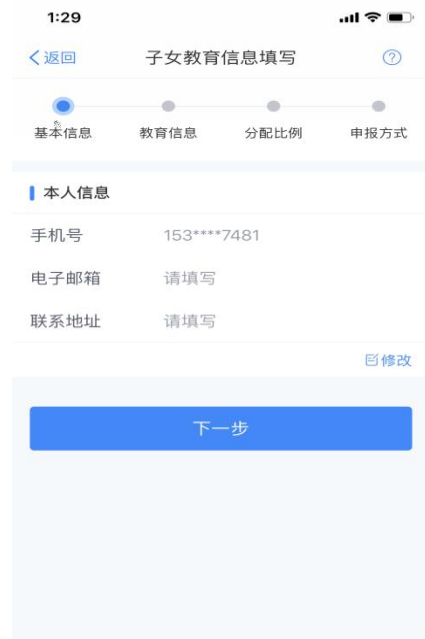 1:29
返回 子女教育信息填写
基本信息 教育信息 分配比例 申报方式
本人信息
手机号 153****7481
电子邮箱 请填写
联系地址 请填写
修改
下一步